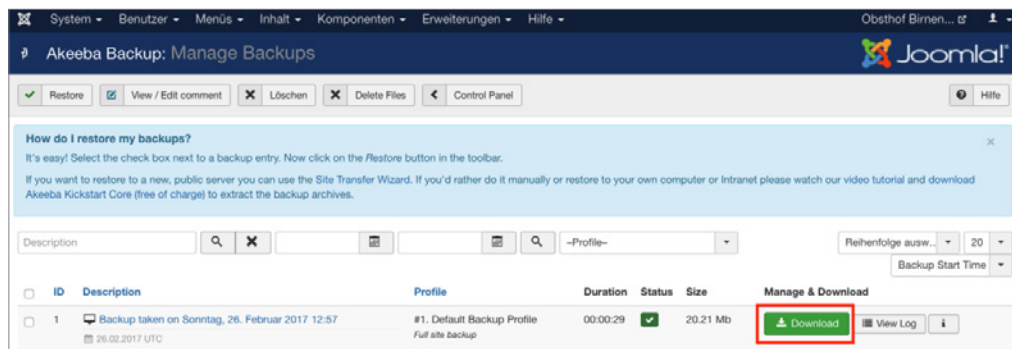 System Benutzer Menüs Inhalt Komponenten Erweiterungen Hilfe Obsthof Birnen...
Akeeba Backup: Manage Backups Joomla!®
Restore View / Edit comment Löschen Delete Files Control Panel Hilfe
How do I restore my backups?
It's easy! Select the check box next to a backup entry. Now click on the Restore button in the toolbar.
If you want to restore to a new, public server you can use the Site Transfer Wizard. If you'd rather do it manually or restore to your own computer or Intranet please watch our video tutorial and download
Akeeba Kickstart Core (free of charge) to extract the backup archives.
Description –Profile– Reihenfolge ausw... 20
Backup Start Time
ID Description Profile Duration Status Size Manage & Download
1 Backup taken on Sonntag, 26. Februar 2017 12:57 #1. Default Backup Profile 00:00:29 20.21 Mb Download View Log i
26.02.2017 UTC Full site backup